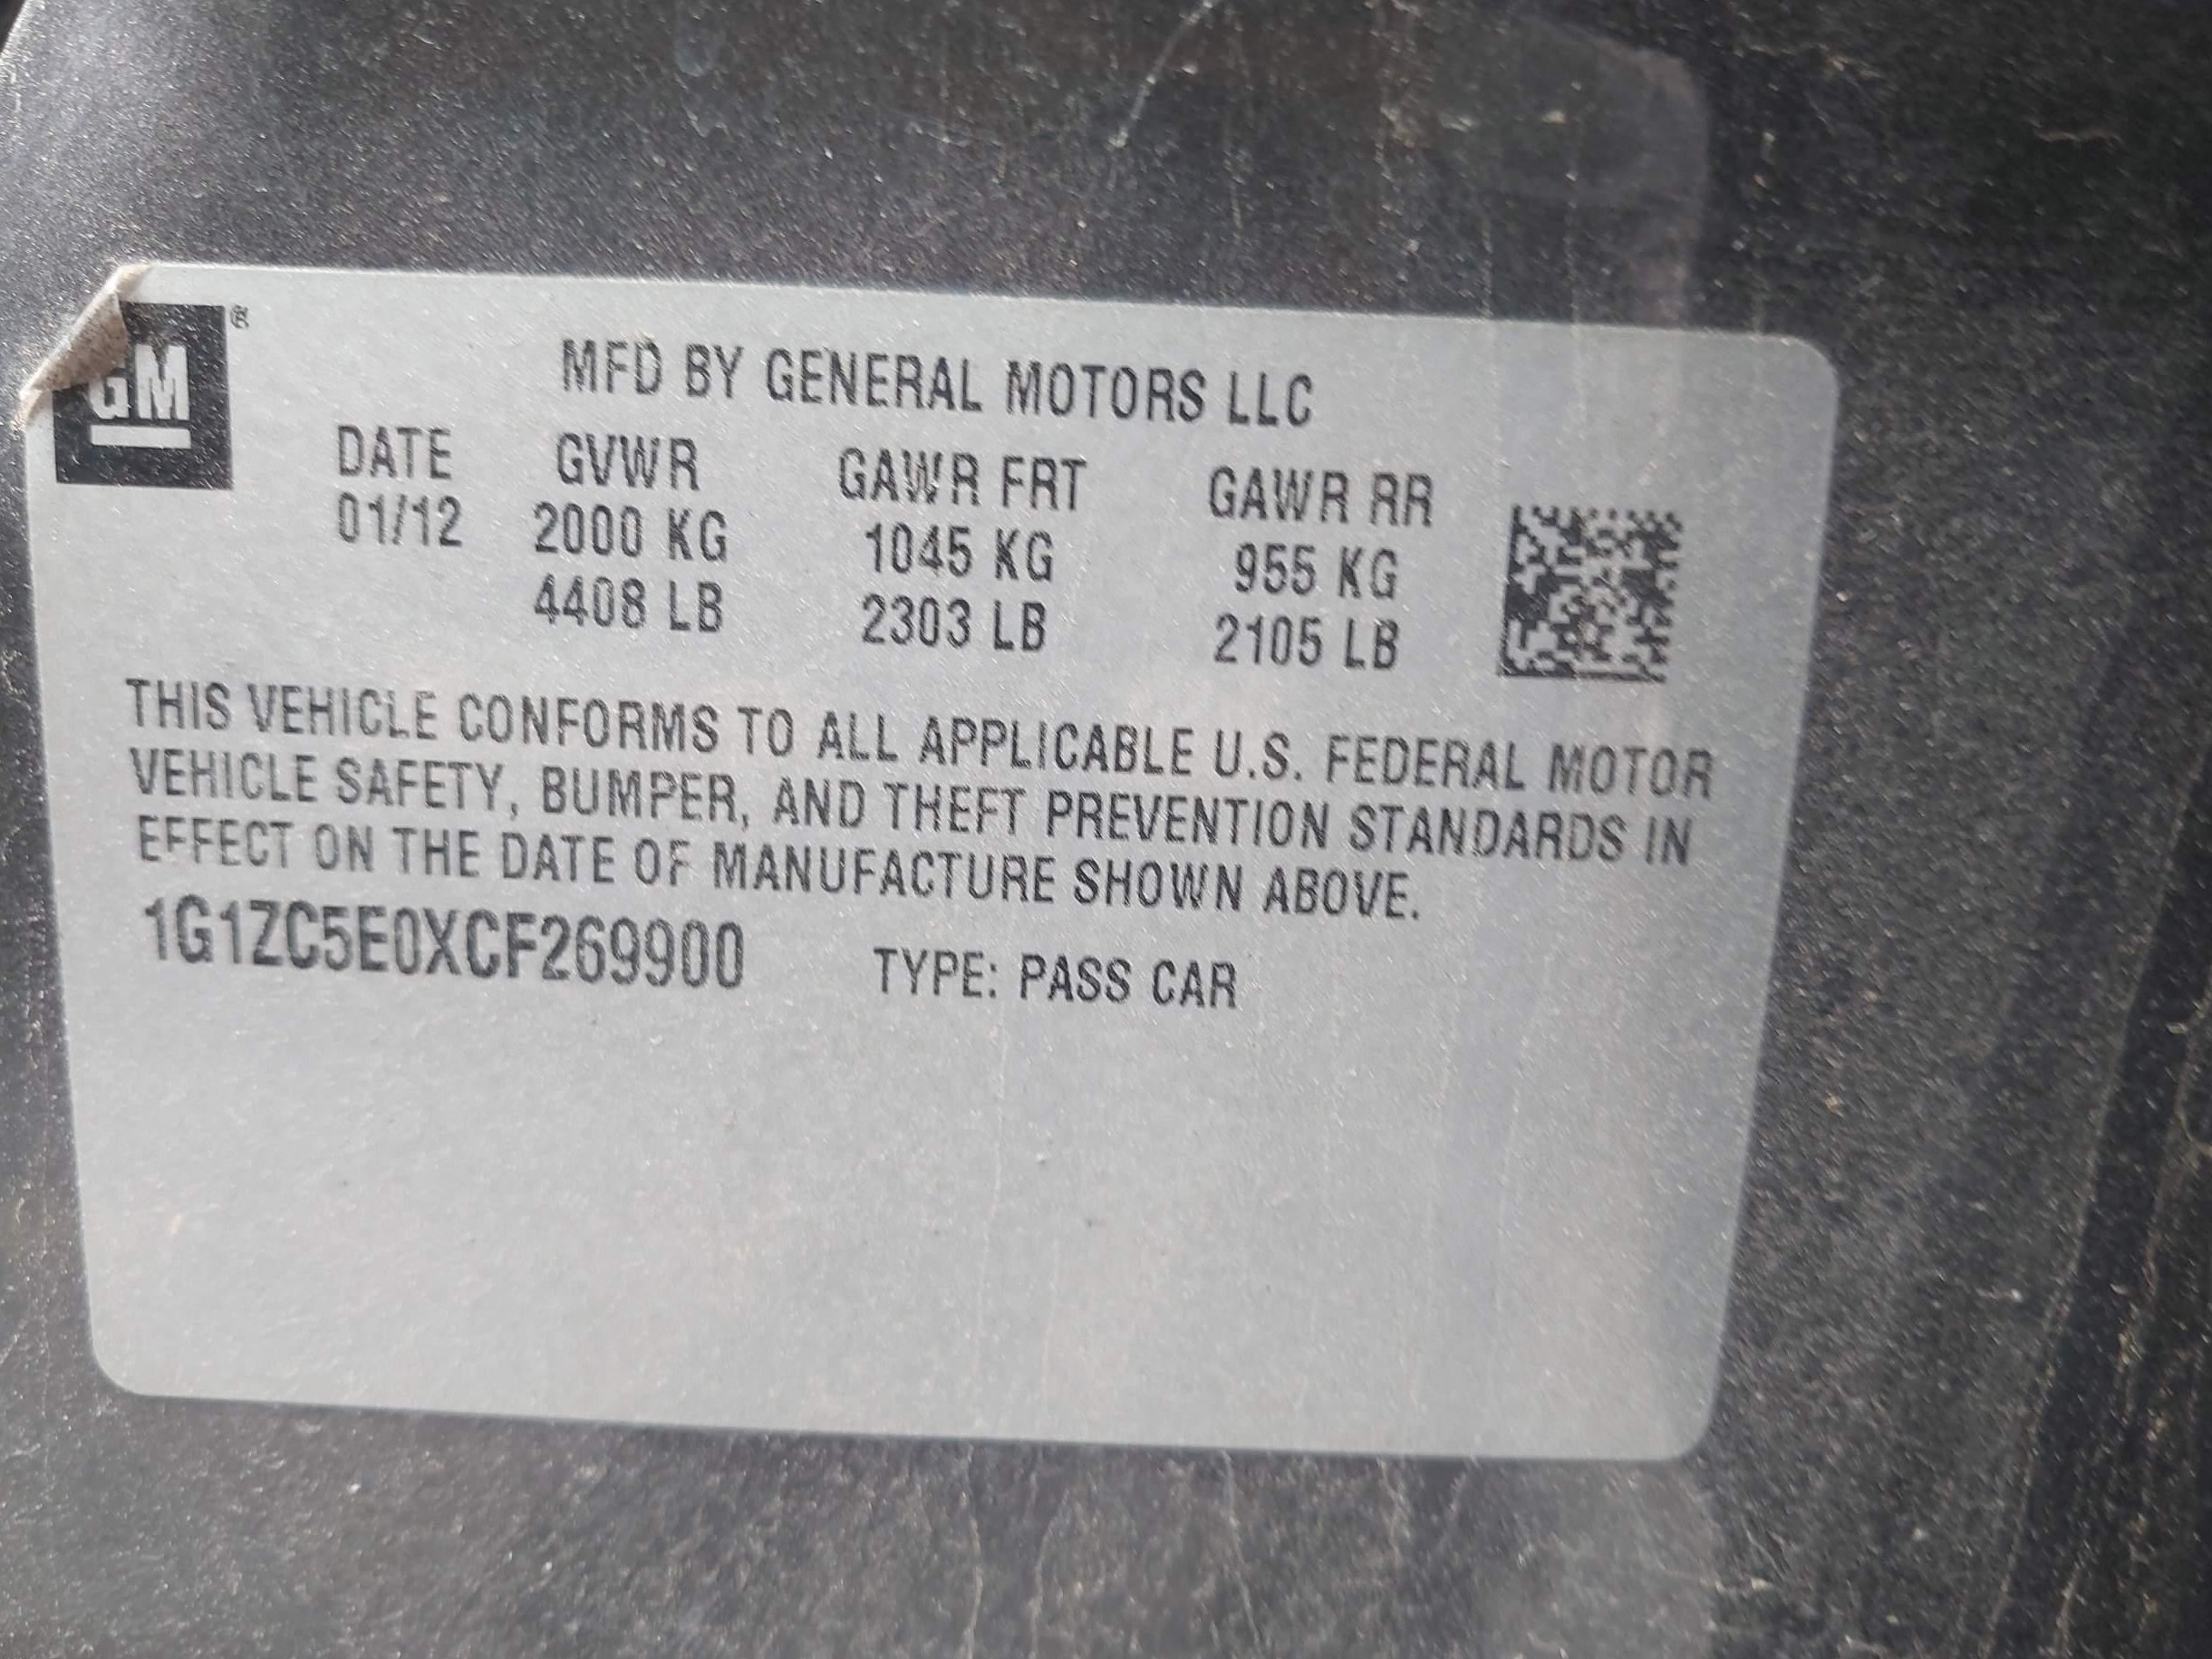 GM ®
MFD BY GENERAL MOTORS LLC
DATE GVWR GAWR FRT GAWR RR
01/12 2000 KG 1045 KG 955 KG
4408 LB 2303 LB 2105 LB
THIS VEHICLE CONFORMS TO ALL APPLICABLE U.S. FEDERAL MOTOR
VEHICLE SAFETY, BUMPER, AND THEFT PREVENTION STANDARDS IN
EFFECT ON THE DATE OF MANUFACTURE SHOWN ABOVE.
1G1ZC5E0XCF269900 TYPE: PASS CAR